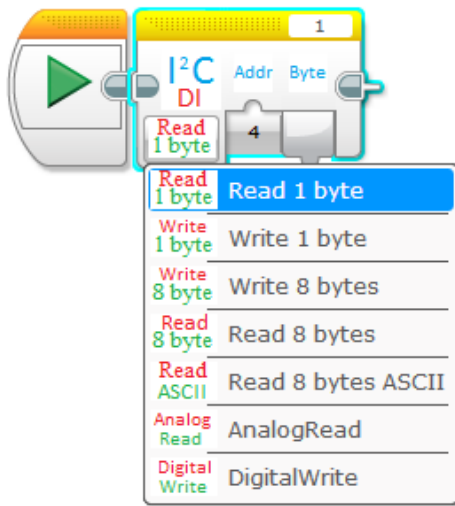 1
I²C Addr Byte
DI
Read 4
1 byte
Read
1 byte Read 1 byte
Write
1 byte Write 1 byte
Write
8 byte Write 8 bytes
Read
8 byte Read 8 bytes
Read
ASCII Read 8 bytes ASCII
Analog
Read AnalogRead
Digital
Write DigitalWrite